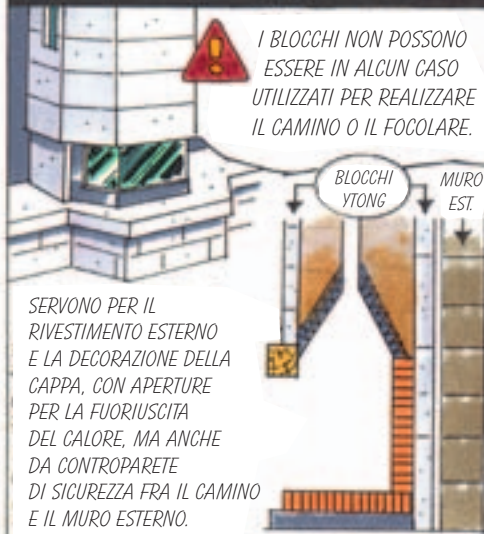 I BLOCCHI NON POSSONO
ESSERE IN ALCUN CASO
UTILIZZATI PER REALIZZARE
IL CAMINO O IL FOCOLARE.
BLOCCHI
YTONG
MURO
EST.
SERVONO PER IL
RIVESTIMENTO ESTERNO
E LA DECORAZIONE DELLA
CAPPA, CON APERTURE
PER LA FUORIUSCITA
DEL CALORE, MA ANCHE
DA CONTROPARETE
DI SICUREZZA FRA IL CAMINO
E IL MURO ESTERNO.